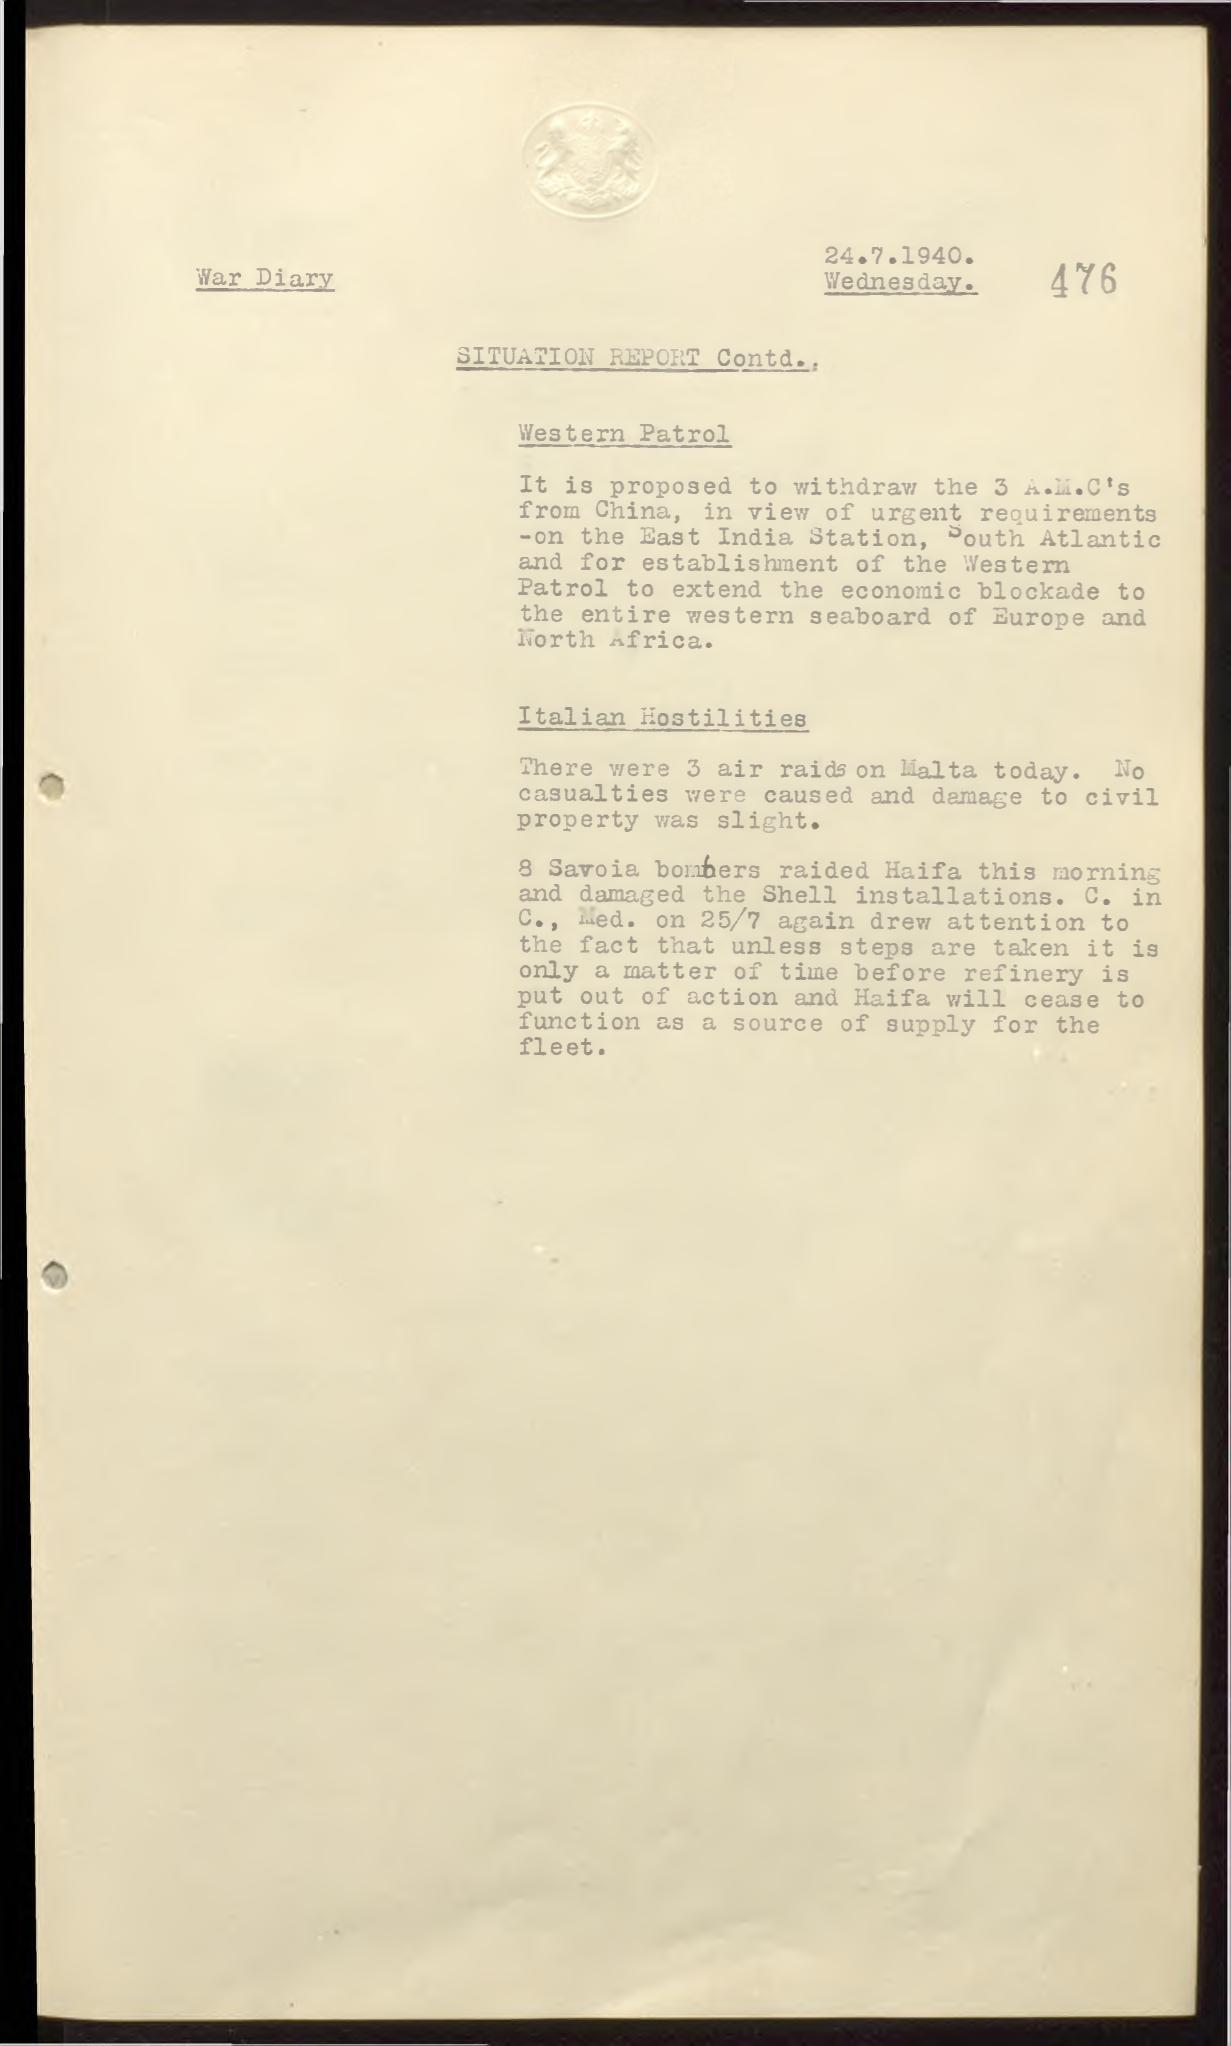 War Diary
24.7.1940.
Wednesday.
476
SITUATION REPORT Contd..
Western Patrol
It is proposed to withdraw the 3 A.M.C's
from China, in view of urgent requirements
-on the East India Station, South Atlantic
and for establishment of the Western
Patrol to extend the economic blockade to
the entire western seaboard of Europe and
North Africa.
Italian Hostilities
There were 3 air raids on Malta today. No
casualties were caused and damage to civil
property was slight.
8 Savoia bombers raided Haifa this morning
and damaged the Shell installations. C. in
C., Med. on 25/7 again drew attention to
the fact that unless steps are taken it is
only a matter of time before refinery is
put out of action and Haifa will cease to
function as a source of supply for the
fleet.